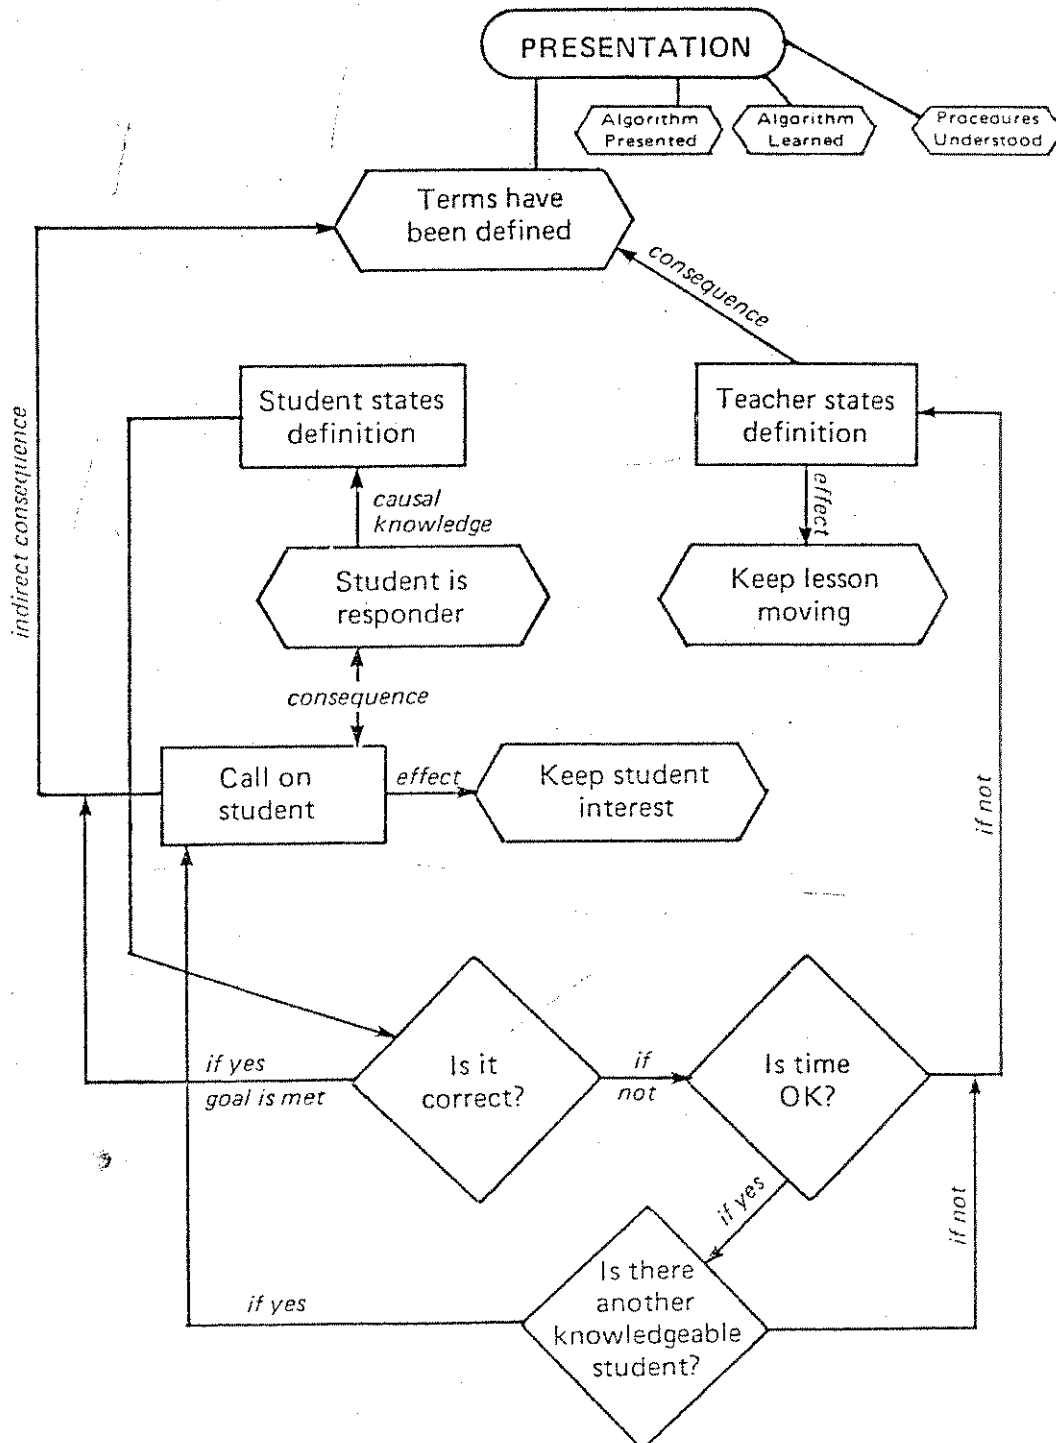 PRESENTATION
Algorithm
Presented
Algorithm
Learned
Procedures
Understood
Terms have
been defined
consequence
Student states
definition
Teacher states
definition
indirect consequence
causal
knowledge
effect
Student is
responder
Keep lesson
moving
consequence
Call on
student
effect
Keep student
interest
if not
if yes
goal is met
Is it
correct?
if
not
Is time
OK?
if yes
if not
if yes
Is there
another
knowledgeable
student?